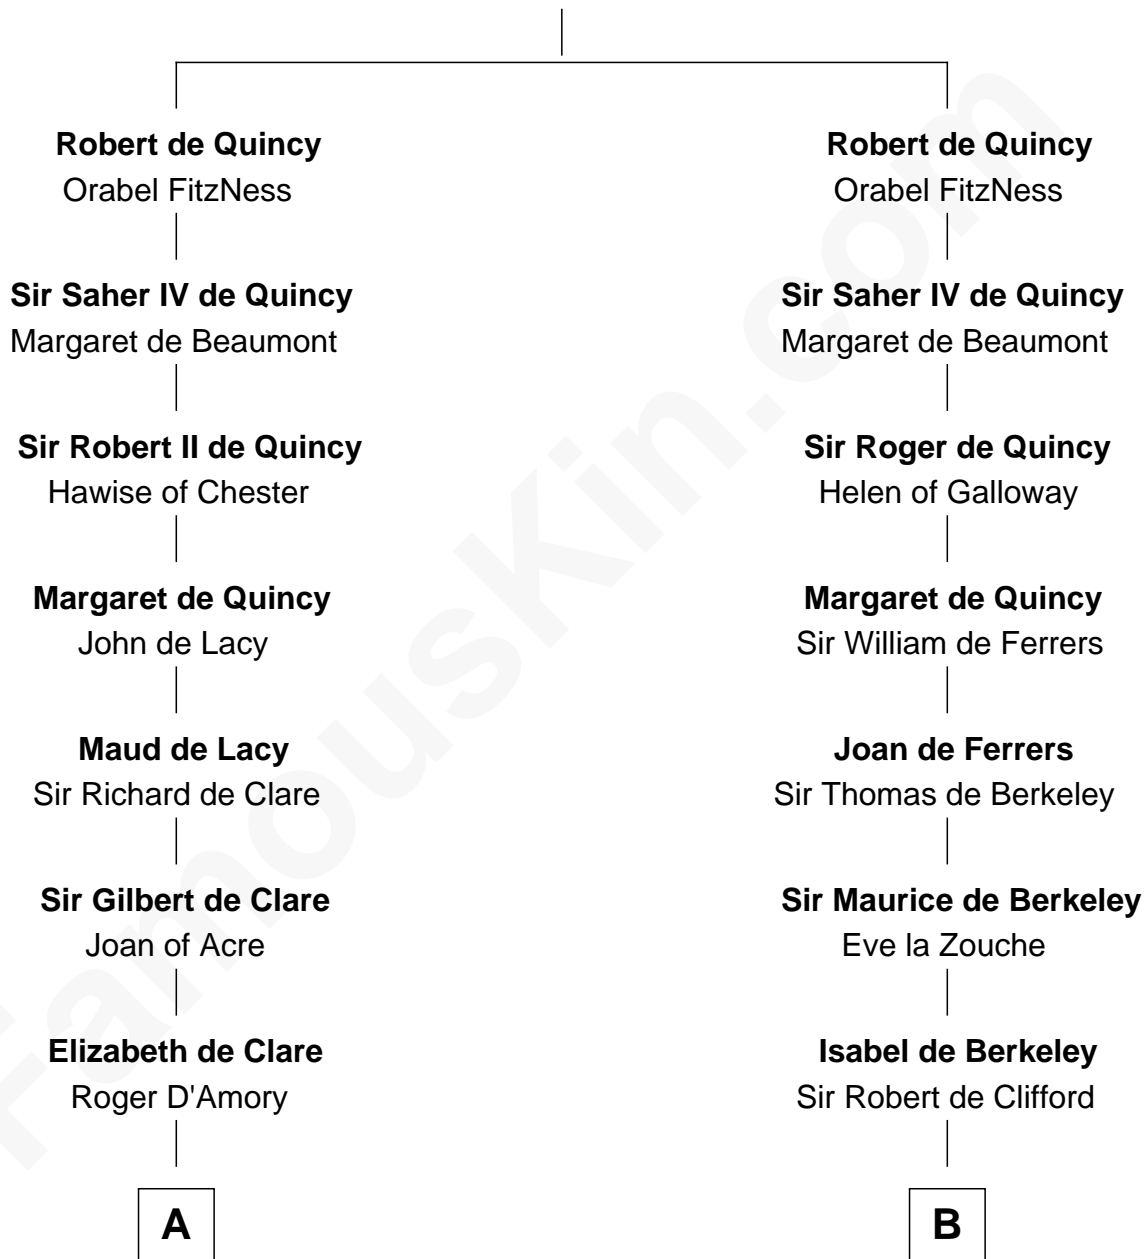 Robert de Quincy
Orabel FitzNess
Sir Saher IV de Quincy
Margaret de Beaumont
Sir Robert II de Quincy
Hawise of Chester
Margaret de Quincy
John de Lacy
Maud de Lacy
Sir Richard de Clare
Sir Gilbert de Clare
Joan of Acre
Elizabeth de Clare
Roger D'Amory
A
Robert de Quincy
Orabel FitzNess
Sir Saher IV de Quincy
Margaret de Beaumont
Sir Roger de Quincy
Helen of Galloway
Margaret de Quincy
Sir William de Ferrers
Joan de Ferrers
Sir Thomas de Berkeley
Sir Maurice de Berkeley
Eve la Zouche
Isabel de Berkeley
Sir Robert de Clifford
B
FamousKin.com